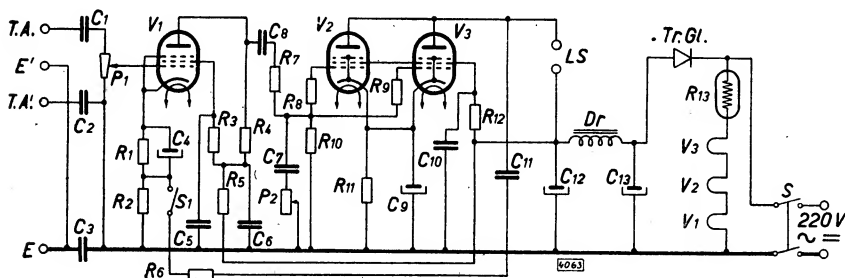 T.A.
C1
E'
P1
T.A'.
C2
E
C3
V1
R1
C4
R2
S1
R6
R3
R5
C5
R4
C6
C8
R7
C7
P2
R8
R10
V2
R9
R11
V3
C9
C10
R12
C11
LS
Dr
C12
C13
Tr. Gl.
R13
V3
V2
V1
S
220V
~ =
4063